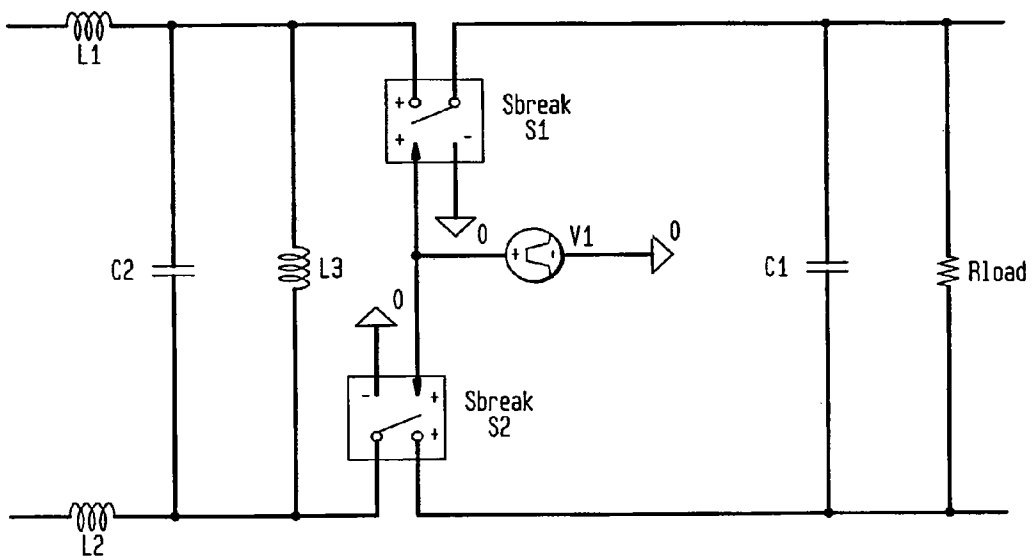 L1
+
Sbreak
S1
+ -
0
V1
0
+ +
C2
L3
C1
Rload
0
- +
Sbreak
S2
+
L2